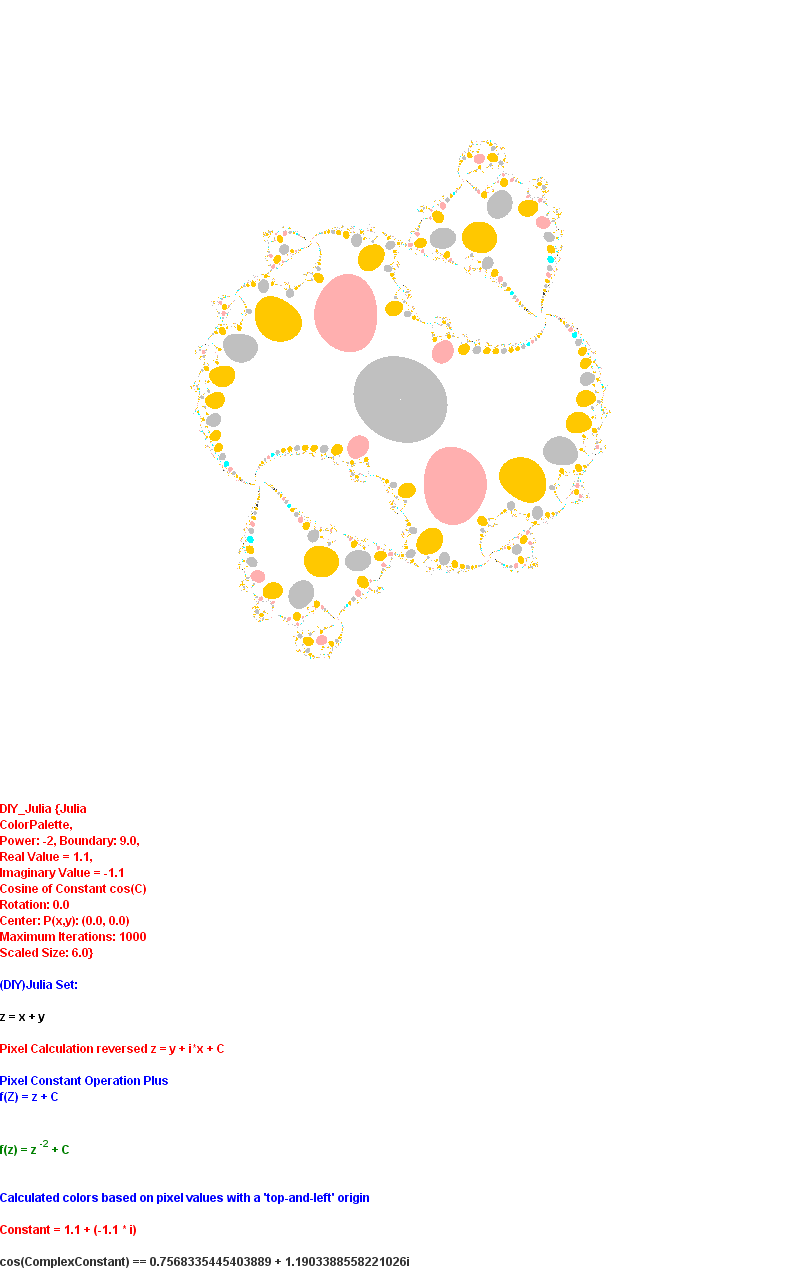 DIY_Julia {Julia
ColorPalette,
Power: -2, Boundary: 9.0,
Real Value = 1.1,
Imaginary Value = -1.1
Cosine of Constant cos(C)
Rotation: 0.0
Center: P(x,y): (0.0, 0.0)
Maximum Iterations: 1000
Scaled Size: 6.0}
(DIY)Julia Set:
z = x + y
Pixel Calculation reversed z = y + i*x + C
Pixel Constant Operation Plus
f(Z) = z + C
f(z) = z -2 + C
Calculated colors based on pixel values with a 'top-and-left' origin
Constant = 1.1 + (-1.1 * i)
cos(ComplexConstant) == 0.7568335445403889 + 1.1903388558221026i